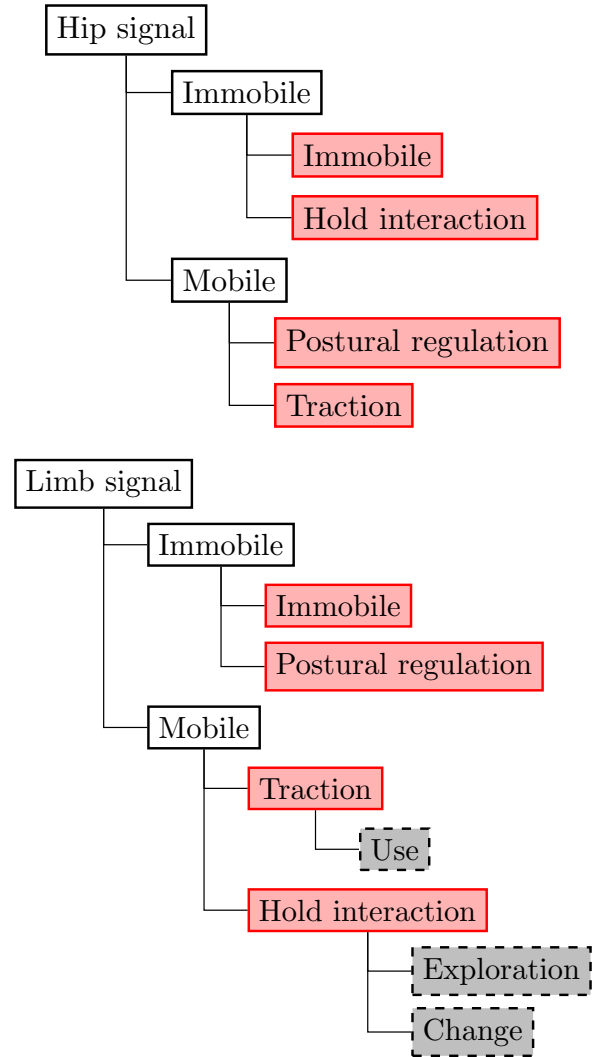 Hip signal
Immobile
Immobile
Hold interaction
Mobile
Postural regulation
Traction
Limb signal
Immobile
Immobile
Postural regulation
Mobile
Traction
Use
Hold interaction
Exploration
Change